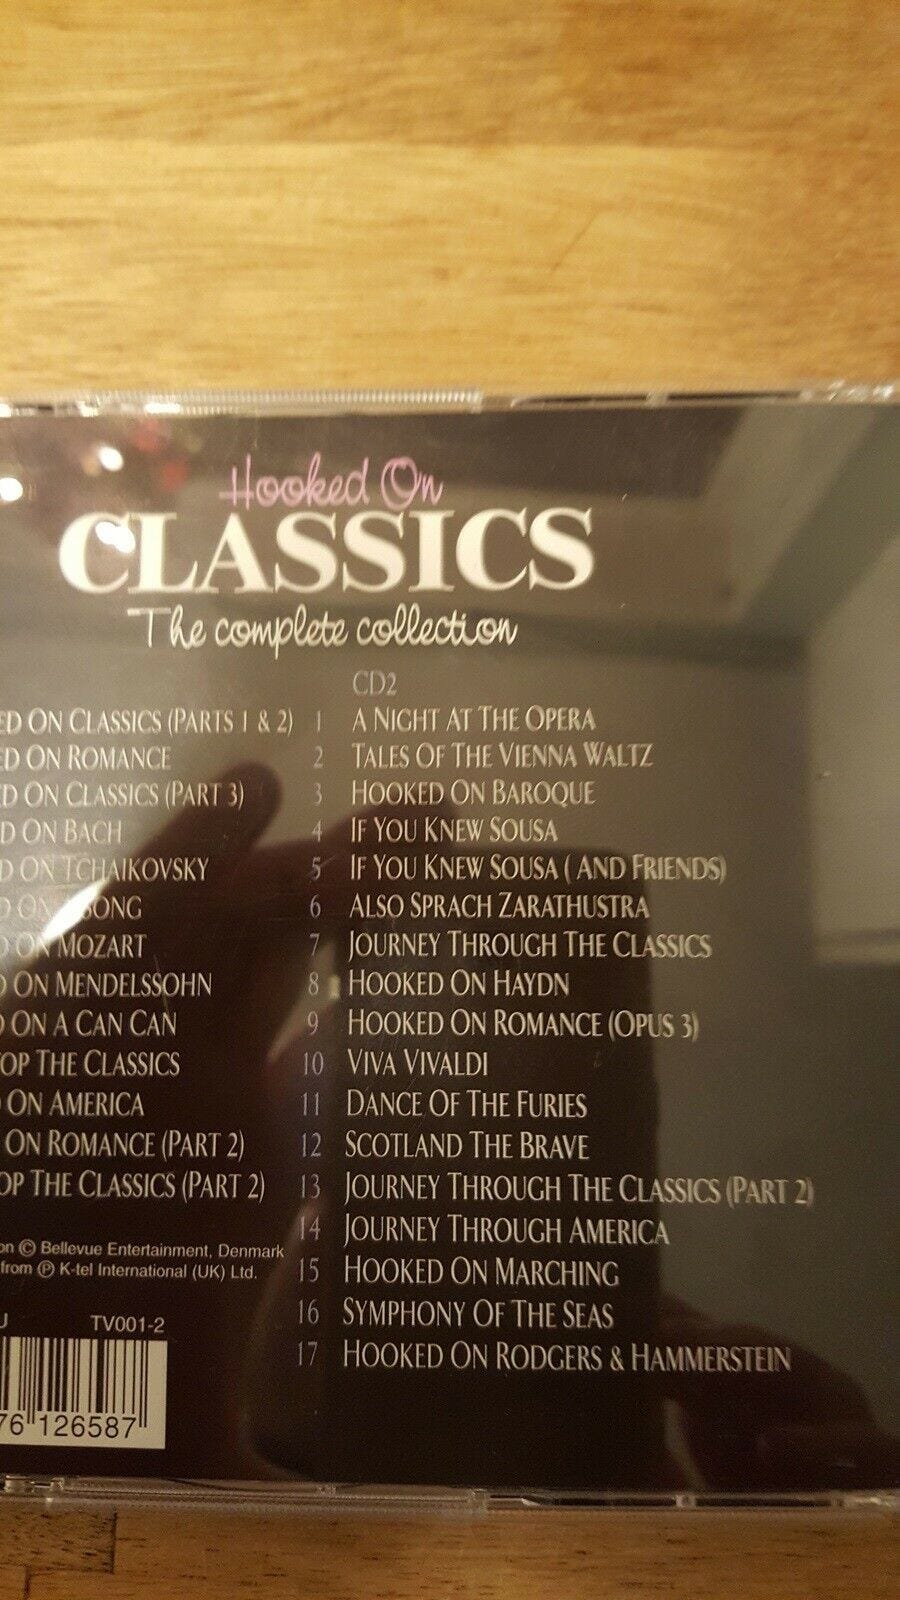 Hooked On
CLASSICS
The complete collection
ED ON CLASSICS (PARTS 1 & 2)
ED ON ROMANCE
ED ON CLASSICS (PART 3)
D ON BACH
D ON TCHAIKOVSKY
D ON SONG
D ON MOZART
D ON MENDELSSOHN
D ON A CAN CAN
TOP THE CLASSICS
ON AMERICA
ON ROMANCE (PART 2)
OP THE CLASSICS (PART 2)
on © Bellevue Entertainment, Denmark
from ℗ K-tel International (UK) Ltd.
TV001-2
76 126587
CD2
1 A NIGHT AT THE OPERA
2 TALES OF THE VIENNA WALTZ
3 HOOKED ON BAROQUE
4 IF YOU KNEW SOUSA
5 IF YOU KNEW SOUSA ( AND FRIENDS)
6 ALSO SPRACH ZARATHUSTRA
7 JOURNEY THROUGH THE CLASSICS
8 HOOKED ON HAYDN
9 HOOKED ON ROMANCE (OPUS 3)
10 VIVA VIVALDI
11 DANCE OF THE FURIES
12 SCOTLAND THE BRAVE
13 JOURNEY THROUGH THE CLASSICS (PART 2)
14 JOURNEY THROUGH AMERICA
15 HOOKED ON MARCHING
16 SYMPHONY OF THE SEAS
17 HOOKED ON RODGERS & HAMMERSTEIN